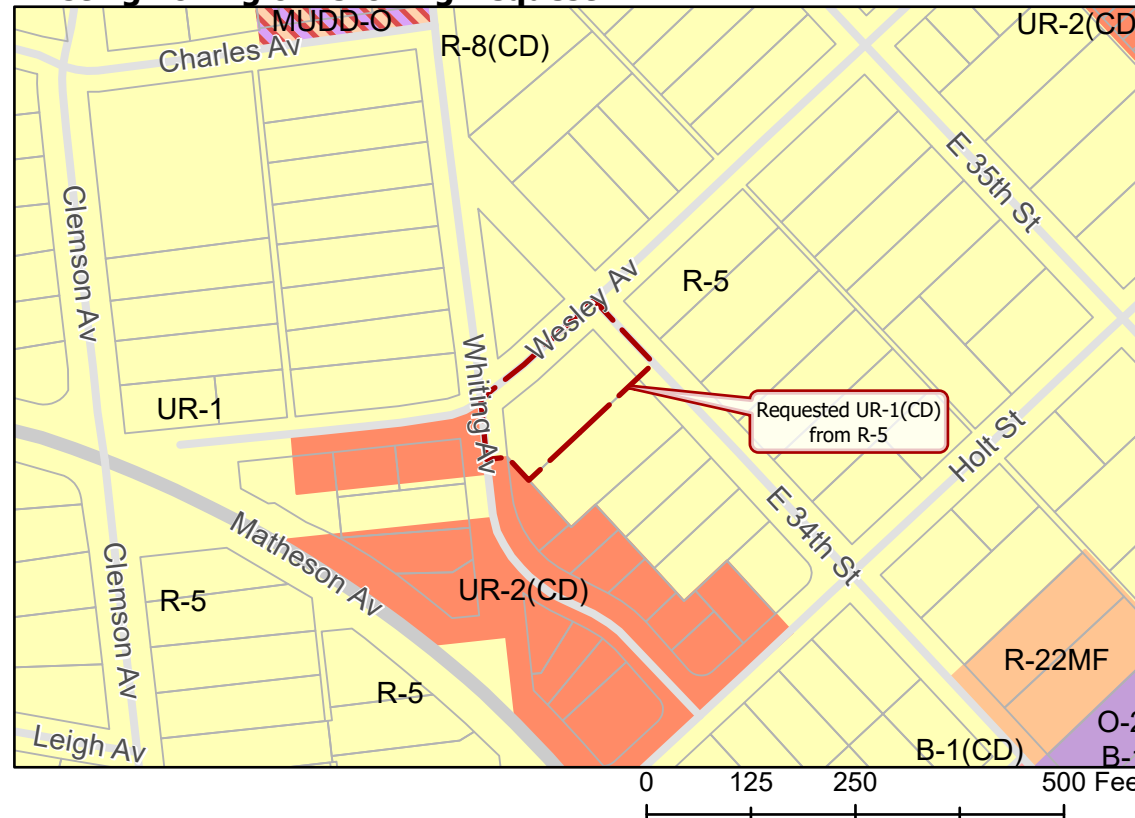 MUDD-O
UR-2(CD)
Charles Av
R-8(CD)
E 35th St
Clemson Av
Wesley Av
R-5
Whiting Av
UR-1
Requested UR-1(CD)
from R-5
Holt St
Matheson Av
E 34th St
Clemson Av
R-5
UR-2(CD)
R-22MF
R-5
Leigh Av
B-1(CD)
O-2
B-1
0 125 250 500 Fee